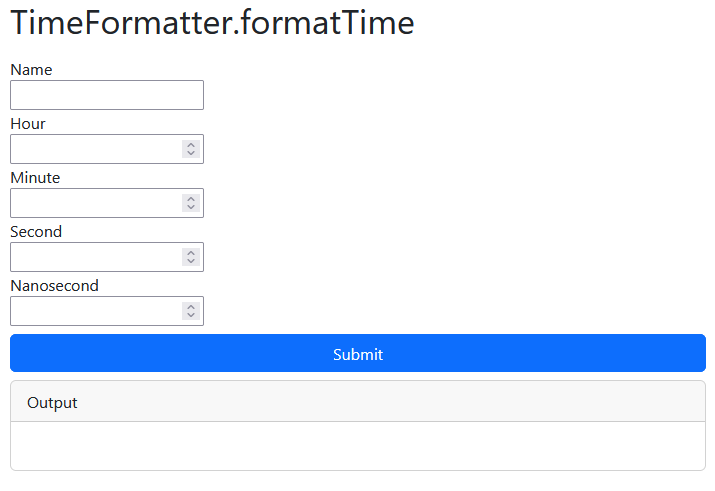 TimeFormatter.formatTime
Name
Hour
Minute
Second
Nanosecond
Submit
Output